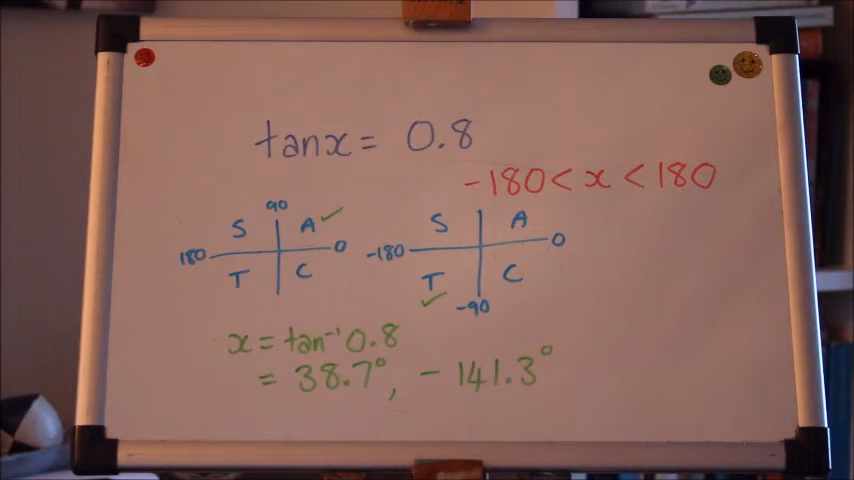 tanx = 0.8
-180 < x < 180
90
S A ✓
180 0
T C
S A
-180 0
T C
✓ -90
x = tan⁻¹ 0.8
= 38.7°, -141.3°